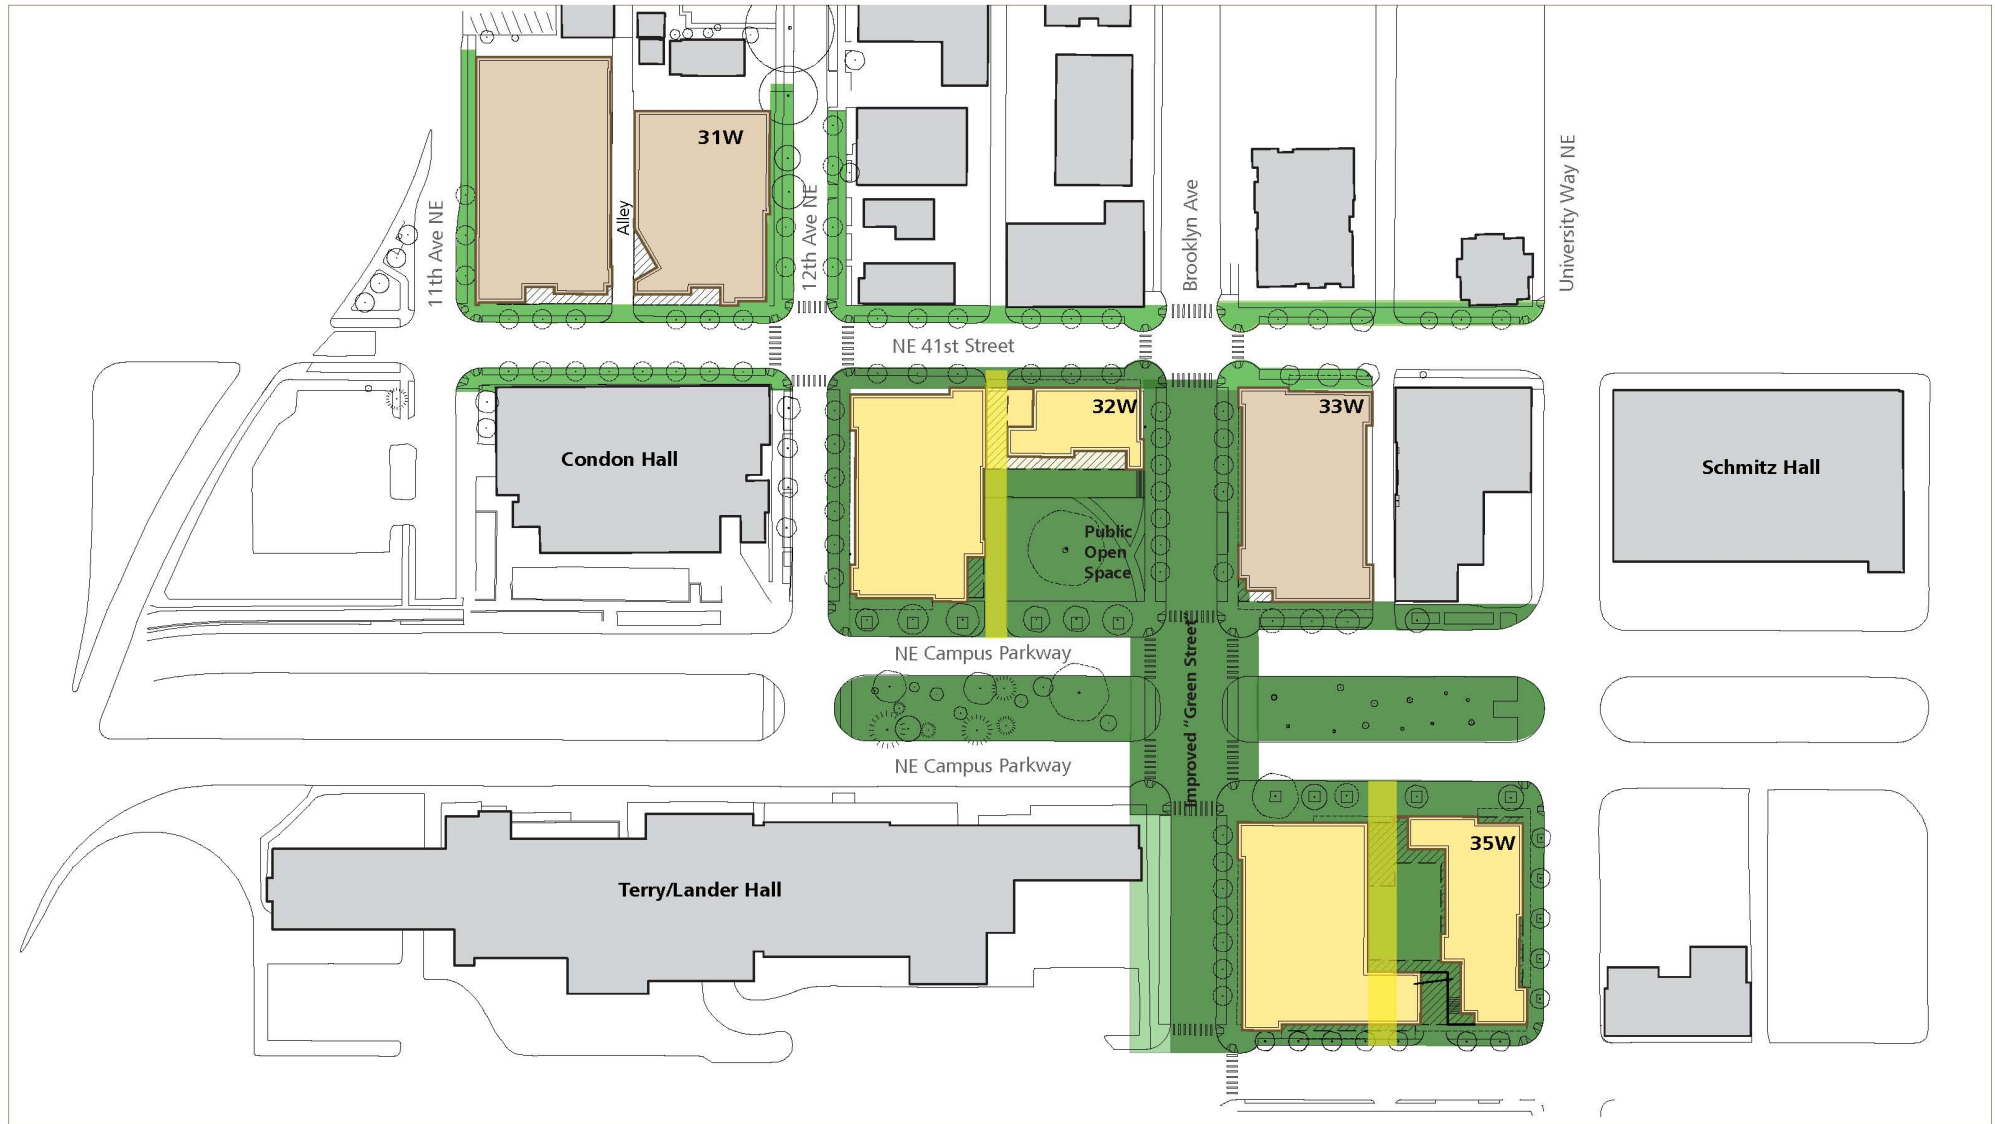 31W
Alley
11th Ave NE
12th Ave NE
Brooklyn Ave
University Way NE
NE 41st Street
32W
33W
Condon Hall
Schmitz Hall
Public
Open
Space
Improved "Green Street"
NE Campus Parkway
NE Campus Parkway
35W
Terry/Lander Hall